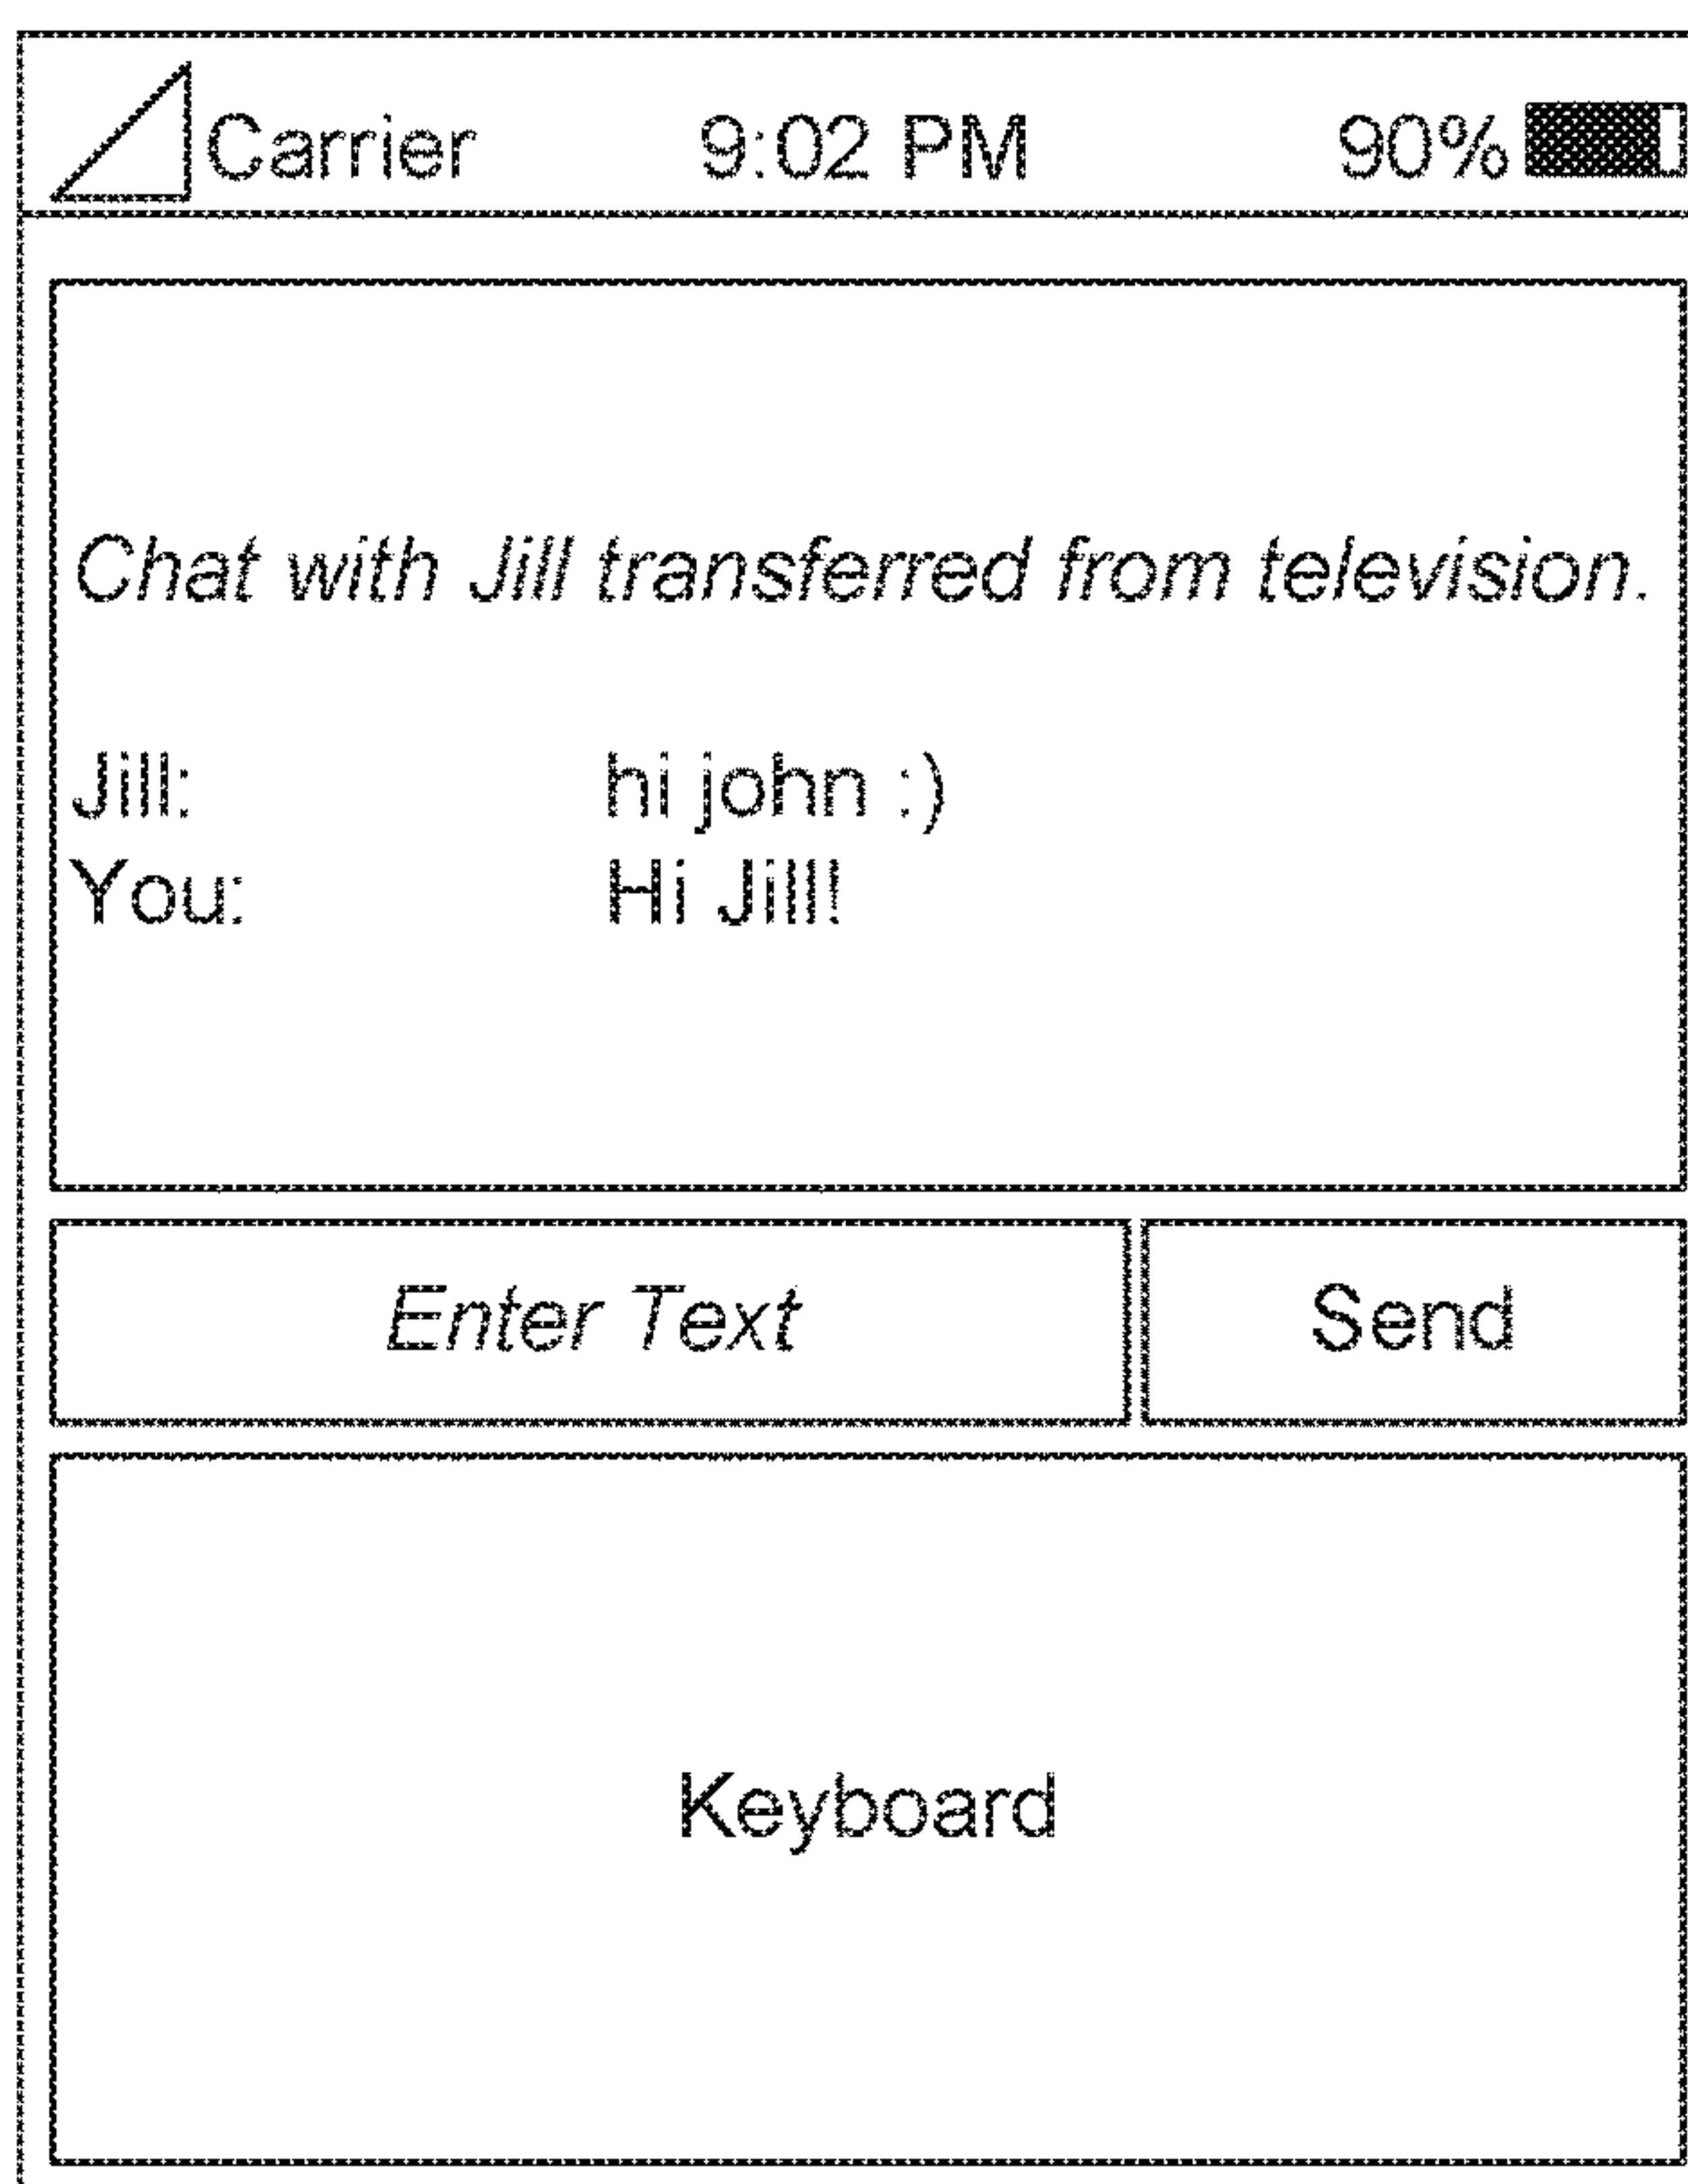 Carrier 9:02 PM 90%
Chat with Jill transferred from television.
Jill: hi john :)
You: Hi Jill!
Enter Text Send
Keyboard